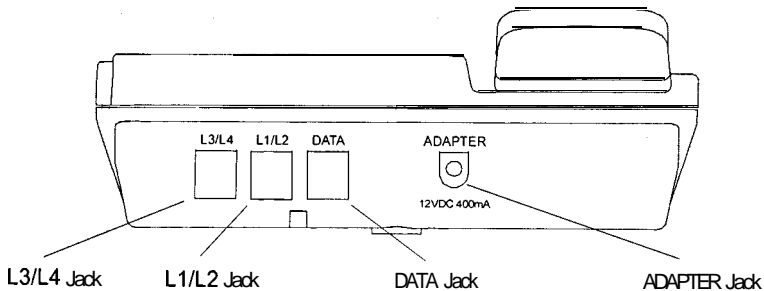 L3/L4 L1/L2 DATA ADAPTER
12VDC 400mA
L3/L4 Jack L1/L2 Jack DATA Jack ADAPTER Jack